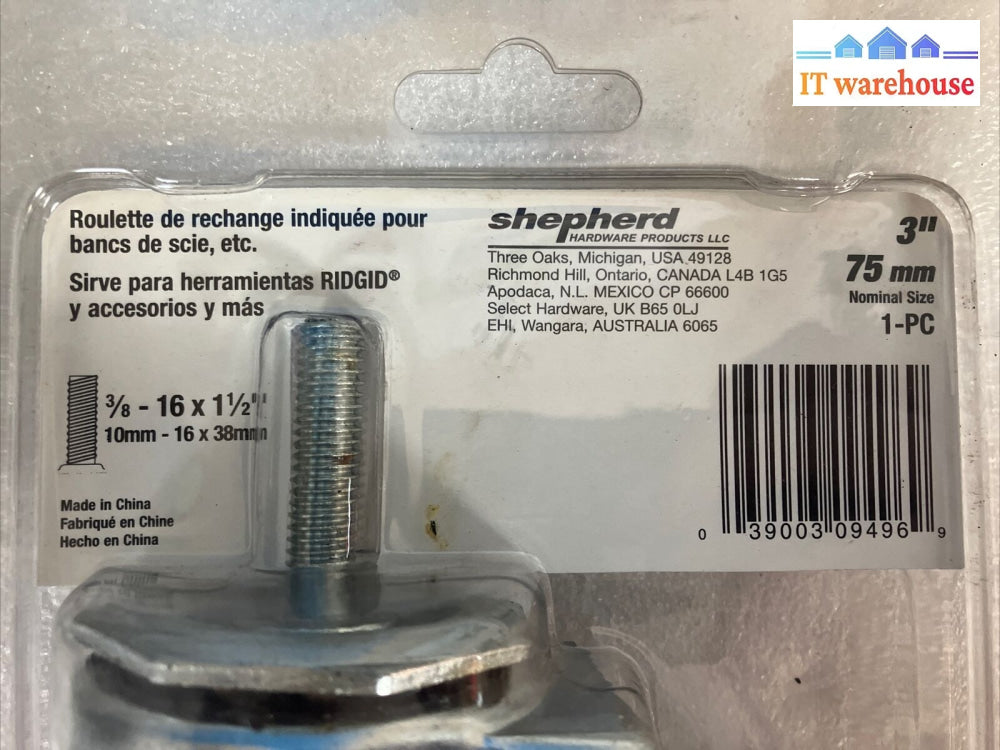 IT warehouse
Roulette de rechange indiquée pour
bancs de scie, etc.
Sirve para herramientas RIDGID®
y accesorios y más
shepherd
HARDWARE PRODUCTS LLC
Three Oaks, Michigan, USA 49128
Richmond Hill, Ontario, CANADA L4B 1G5
Apodaca, N.L. MEXICO CP 66600
Select Hardware, UK B65 0LJ
EHI, Wangara, AUSTRALIA 6065
3"
75 mm
Nominal Size
1-PC
3/8 - 16 x 1 1/2"
10mm - 16 x 38mm
Made in China
Fabriqué en Chine
Hecho en China
0 39003 09496 9